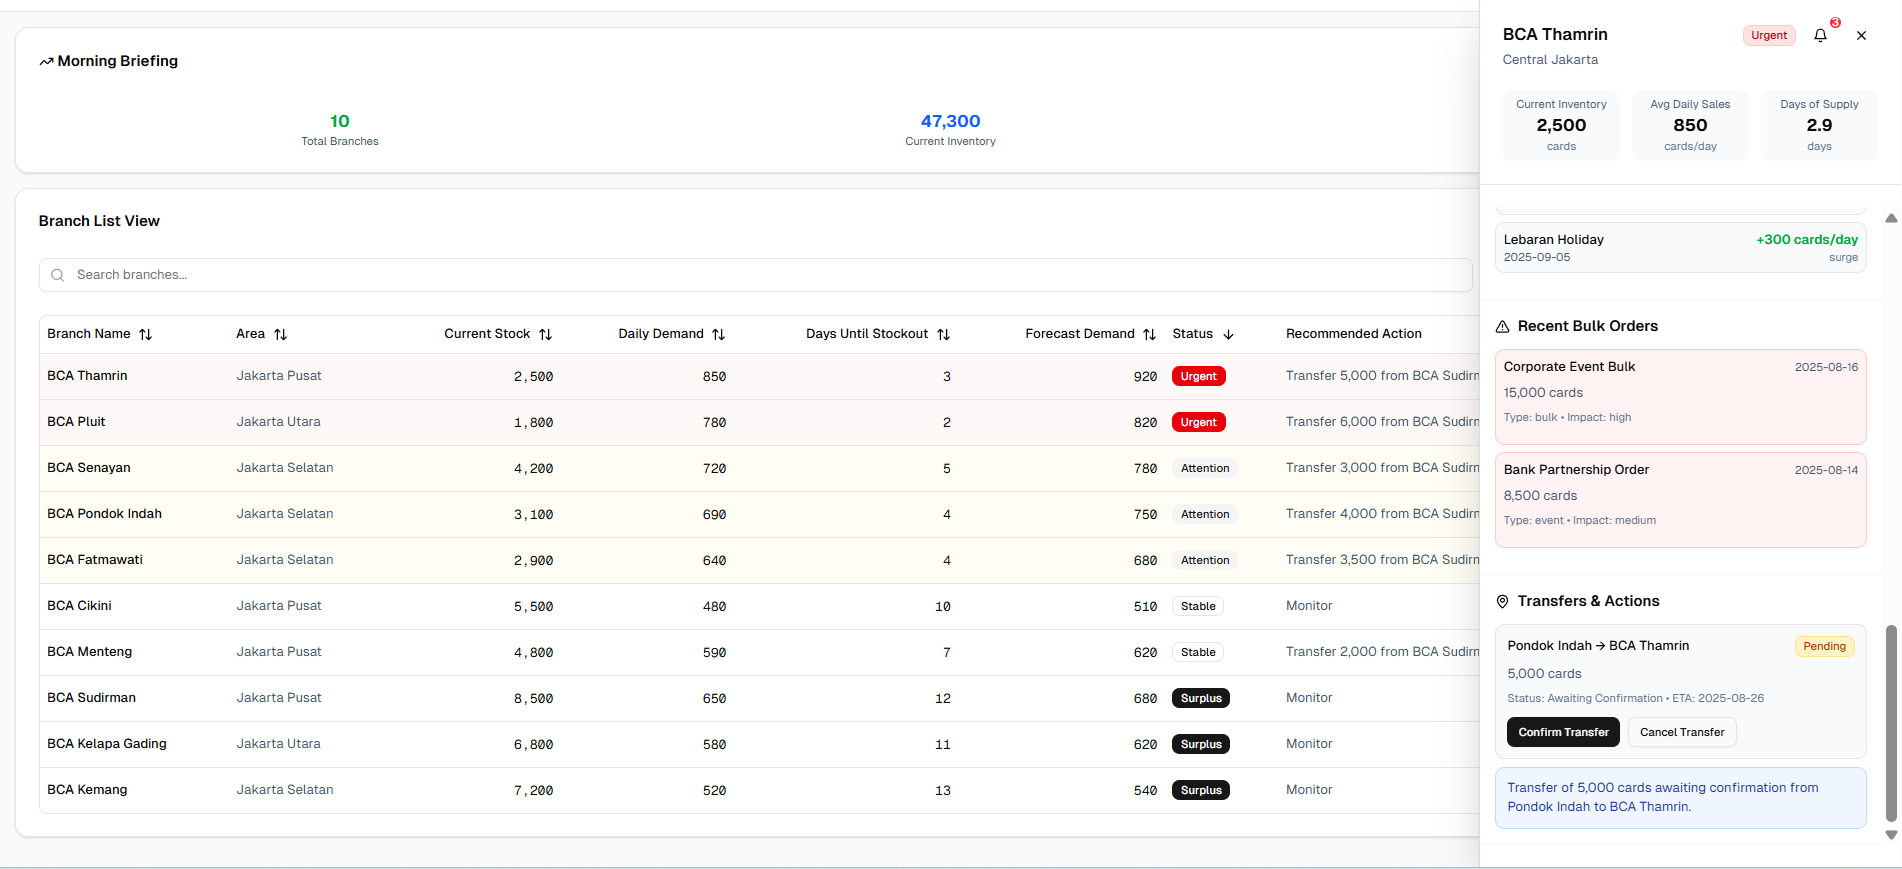 Morning Briefing
10
Total Branches
47,300
Current Inventory
Branch List View
Search branches...
Branch Name Area Current Stock Daily Demand Days Until Stockout Forecast Demand Status Recommended Action
BCA Thamrin Jakarta Pusat 2,500 850 3 920 Urgent Transfer 5,000 from BCA
BCA Pluit Jakarta Utara 1,800 780 2 820 Urgent Transfer 6,000 from BCA
BCA Senayan Jakarta Selatan 4,200 720 5 780 Attention Transfer 3,000 from BCA
BCA Pondok Indah Jakarta Selatan 3,100 690 4 750 Attention Transfer 4,000 from BCA
BCA Fatmawati Jakarta Selatan 2,900 640 4 680 Attention Transfer 3,500 from BCA
BCA Cikini Jakarta Pusat 5,500 480 10 510 Stable Monitor
BCA Menteng Jakarta Pusat 4,800 590 7 620 Stable Transfer 2,000 from BCA
BCA Sudirman Jakarta Pusat 8,500 650 12 680 Surplus Monitor
BCA Kelapa Gading Jakarta Utara 6,800 580 11 620 Surplus Monitor
BCA Kemang Jakarta Selatan 7,200 520 13 540 Surplus Monitor
BCA Thamrin Urgent 3
Central Jakarta
Current Inventory
2,500
cards
Avg Daily Sales
850
cards/day
Days of Supply
2.9
days
Lebaran Holiday +300 cards/day
2025-09-05 surge
Recent Bulk Orders
Corporate Event Bulk 2025-08-16
15,000 cards
Type: bulk • Impact: high
Bank Partnership Order 2025-08-14
8,500 cards
Type: event • Impact: medium
Transfers & Actions
Pondok Indah → BCA Thamrin Pending
5,000 cards
Status: Awaiting Confirmation • ETA: 2025-08-26
Confirm Transfer Cancel Transfer
Transfer of 5,000 cards awaiting confirmation from
Pondok Indah to BCA Thamrin.